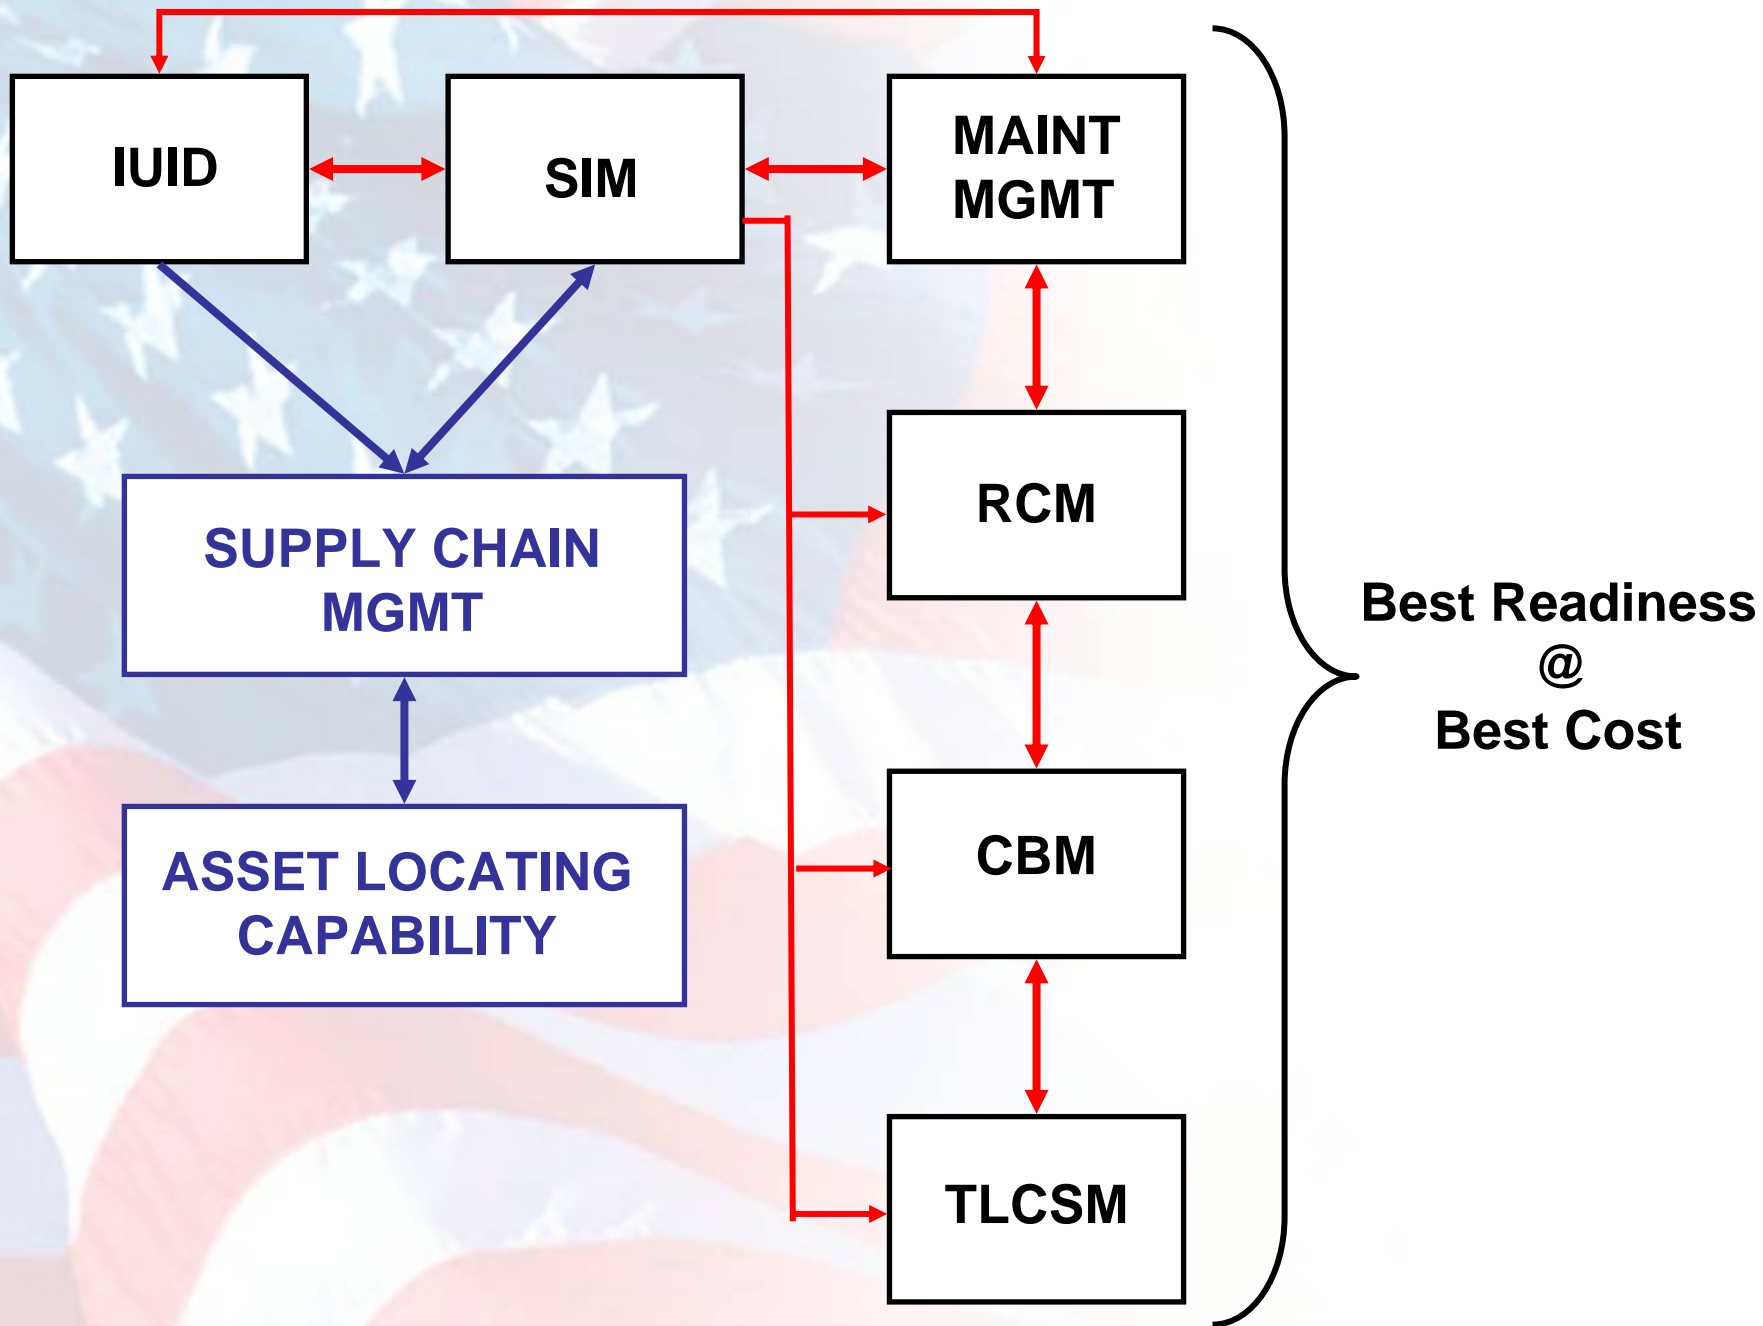 IUID
SIM
MAINT
MGMT
SUPPLY CHAIN
MGMT
ASSET LOCATING
CAPABILITY
RCM
CBM
TLCSM
Best Readiness
@
Best Cost